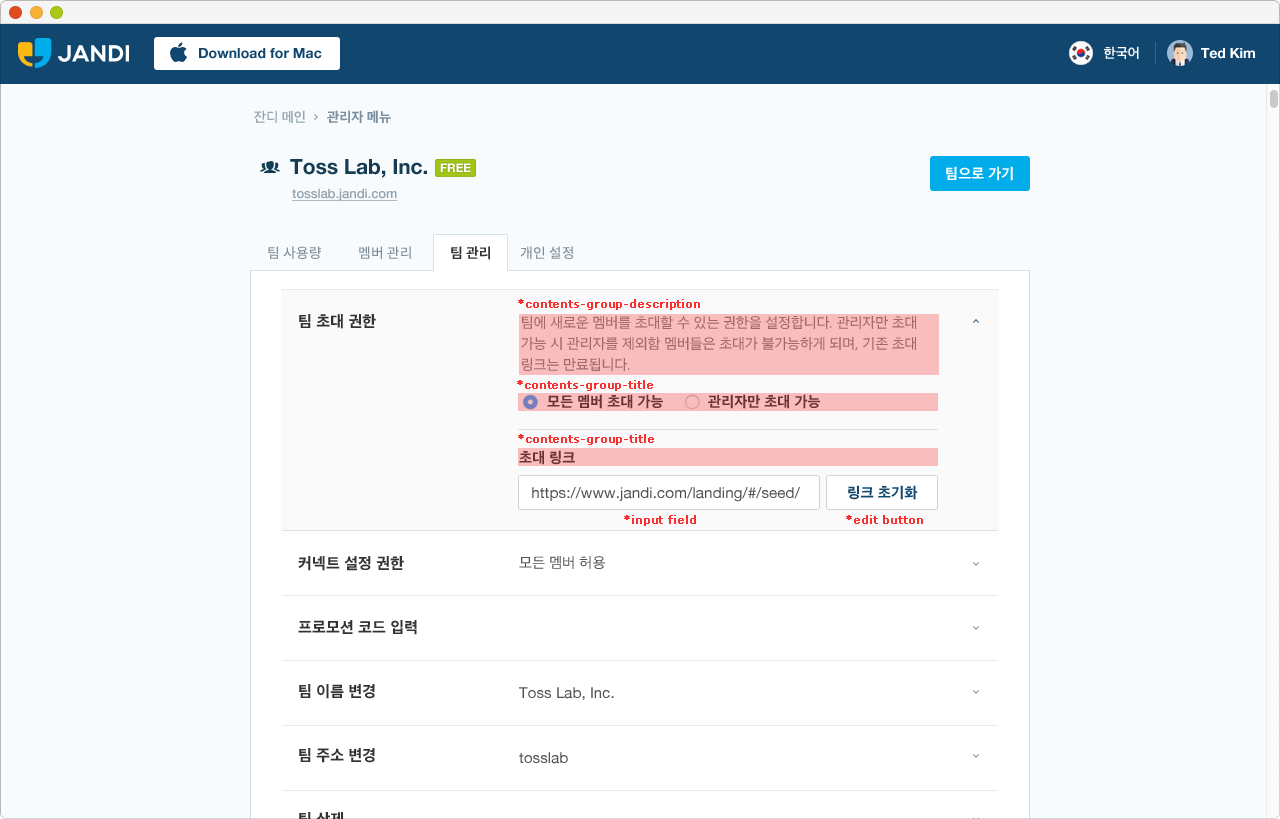 JANDI
Download for Mac
한국어
Ted Kim
잔디 메인 › 관리자 메뉴
Toss Lab, Inc. FREE
tosslab.jandi.com
팀으로 가기
팀 사용량
멤버 관리
팀 관리
개인 설정
팀 초대 권한
*contents-group-description
팀에 새로운 멤버를 초대할 수 있는 권한을 설정합니다. 관리자만 초대
가능 시 관리자를 제외함 멤버들은 초대가 불가능하게 되며, 기존 초대
링크는 만료됩니다.
*contents-group-title
모든 멤버 초대 가능
관리자만 초대 가능
*contents-group-title
초대 링크
https://www.jandi.com/landing/#/seed/
링크 초기화
*input field
*edit button
커넥트 설정 권한
모든 멤버 허용
프로모션 코드 입력
팀 이름 변경
Toss Lab, Inc.
팀 주소 변경
tosslab
팀 삭제